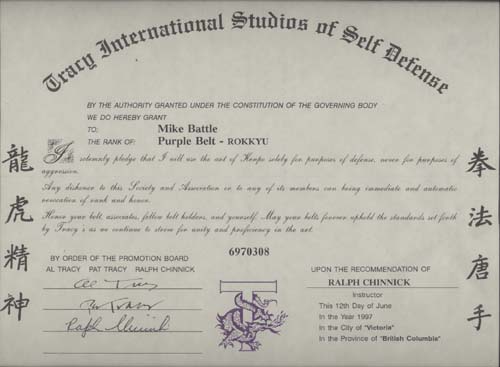 Tracy International Studios of Self Defense
BY THE AUTHORITY GRANTED UNDER THE CONSTITUTION OF THE GOVERNING BODY
WE DO HEREBY GRANT
TO: Mike Battle
THE RANK OF: Purple Belt - ROKKYU
I solemnly pledge that I will use the art of Kenpo solely for purposes of defense, never for purposes of
aggression.
Any dishonor to this Society and Association or to any of its members can being immediate and automatic
revocation of rank and honor.
Honor your belt, associates, fellow belt holders, and yourself. May your belts forever uphold the standards set forth
by Tracy's as we continue to strive for unity and proficiency in the art.
龍虎精神
拳法唐手
6970308
BY ORDER OF THE PROMOTION BOARD
AL TRACY PAT TRACY RALPH CHINNICK
Al Tracy
Pat Tracy
Ralph Chinnick
UPON THE RECOMMENDATION OF
RALPH CHINNICK
Instructor
This 12th Day of June
In the Year 1997
In the City of "Victoria"
In the Province of "British Columbia"